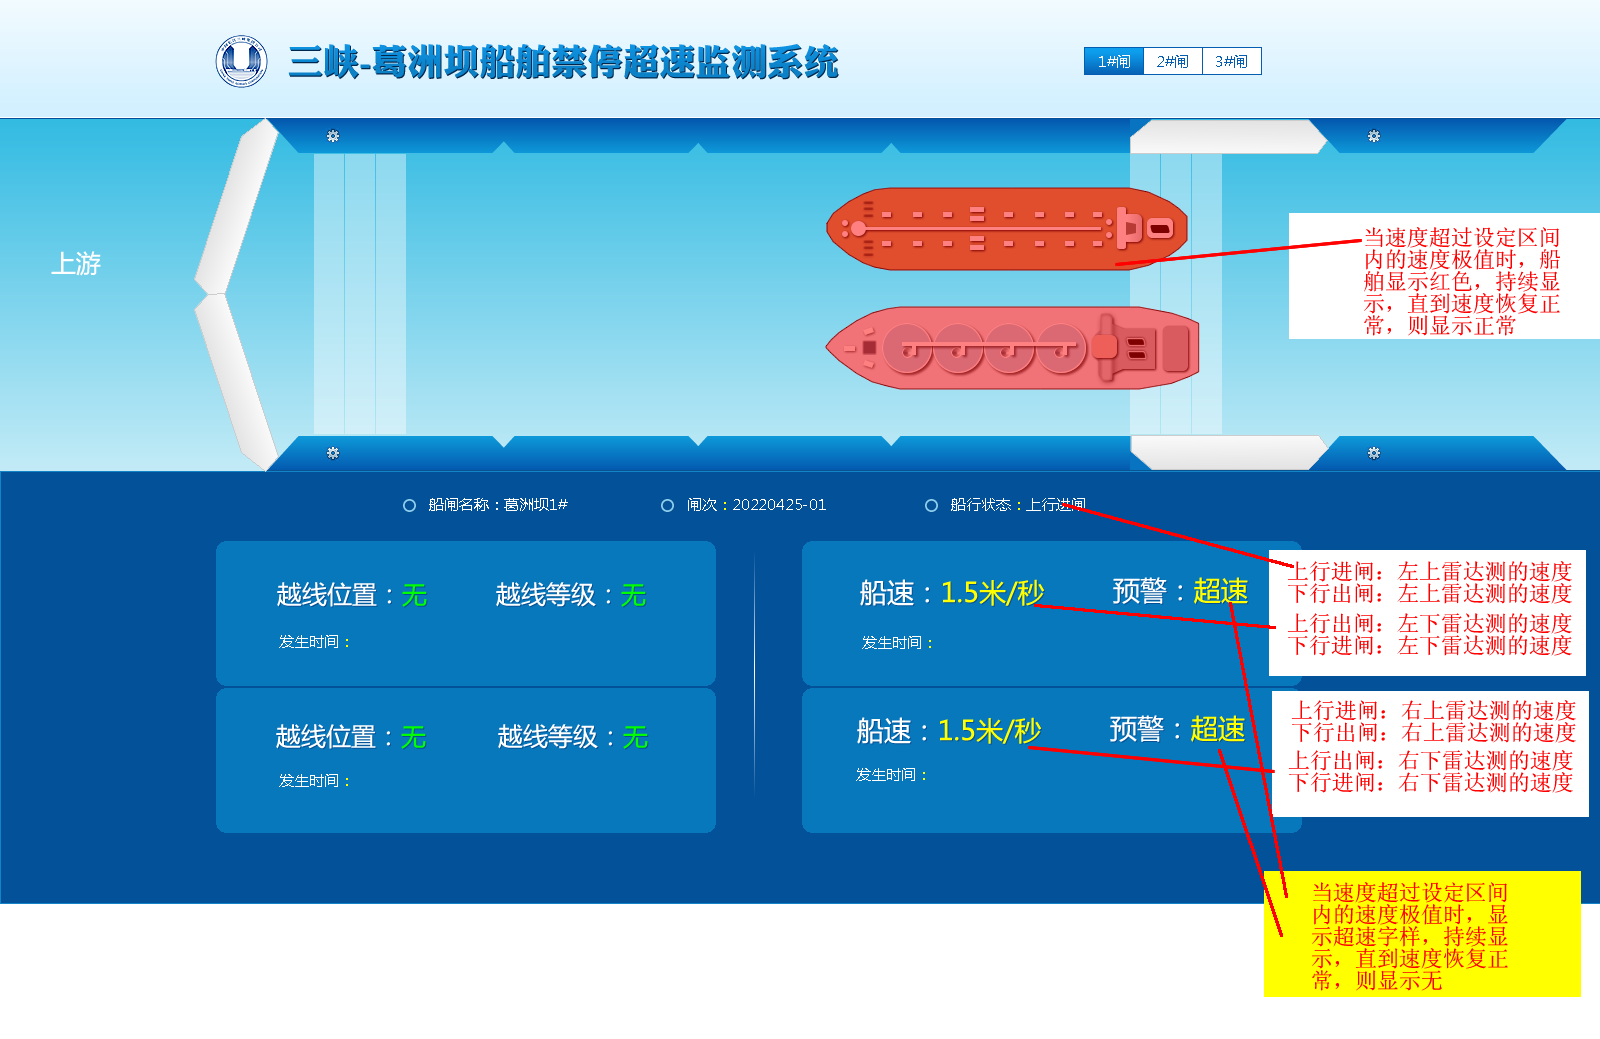 三峡-葛洲坝船舶禁停超速监测系统
1#闸 2#闸 3#闸
上游
当速度超过设定区间
内的速度极值时，船
舶显示红色，持续显
示，直到速度恢复正
常，则显示正常
船闸名称：葛洲坝1#
闸次：20220425-01
船行状态：上行进闸
越线位置：无
越线等级：无
发生时间：
船速：1.5米/秒
预警：超速
发生时间：
上行进闸：左上雷达测的速度
下行出闸：左上雷达测的速度
上行出闸：左下雷达测的速度
下行进闸：左下雷达测的速度
越线位置：无
越线等级：无
发生时间：
船速：1.5米/秒
预警：超速
发生时间：
上行进闸：右上雷达测的速度
下行出闸：右上雷达测的速度
上行出闸：右下雷达测的速度
下行进闸：右下雷达测的速度
当速度超过设定区间
内的速度极值时，显
示超速字样，持续显
示，直到速度恢复正
常，则显示无